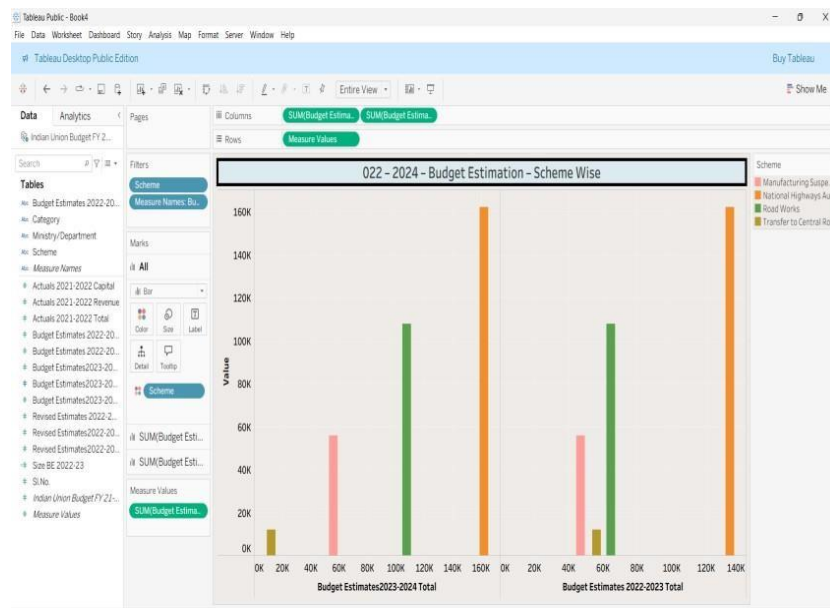 Tableau Public - Book4
File Data Worksheet Dashboard Story Analysis Map Format Server Window Help
Tableau Desktop Public Edition
Buy Tableau
Entire View
Show Me
Data Analytics
Indian Union Budget FY 2...
Search
Tables
Budget Estimates 2022-20...
Category
Ministry/Department
Scheme
Measure Names
Actuals 2021-2022 Capital
Actuals 2021-2022 Revenue
Actuals 2021-2022 Total
Budget Estimates 2022-20...
Budget Estimates 2022-20...
Budget Estimates2023-20...
Budget Estimates2023-20...
Budget Estimates2023-20...
Revised Estimates 2022-2...
Revised Estimates2022-20...
Revised Estimates2022-20...
Size BE 2022-23
Sl.No.
Indian Union Budget FY 21-...
Measure Values
Pages
Filters
Scheme
Measure Names: Bu..
Marks
All
Bar
Color Size Label
Detail Tooltip
Scheme
SUM(Budget Esti...
SUM(Budget Esti...
Measure Values
SUM(Budget Estima..
Columns SUM(Budget Estima.. SUM(Budget Estima..
Rows Measure Values
022 - 2024 - Budget Estimation - Scheme Wise
Value
160K
140K
120K
100K
80K
60K
40K
20K
0K
0K 20K 40K 60K 80K 100K 120K 140K 160K 0K 20K 40K 60K 80K 100K 120K 140K
Budget Estimates2023-2024 Total Budget Estimates 2022-2023 Total
Scheme
Manufacturing Suspe..
National Highways Au
Road Works
Transfer to Central Ro